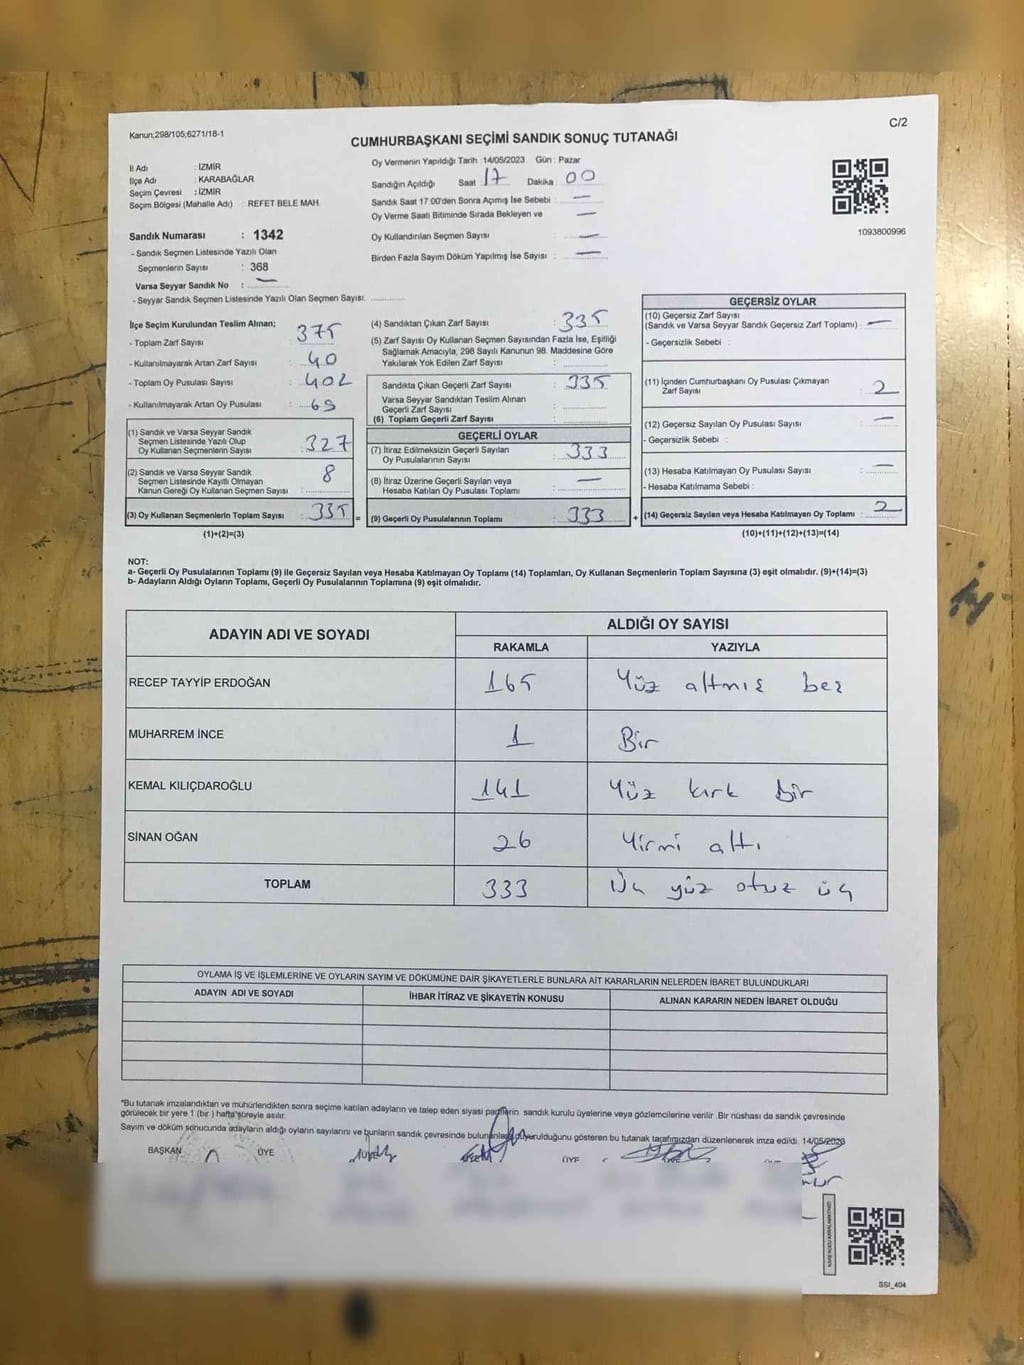 Kanun;298/105,6271/18-1
C/2
CUMHURBAŞKANI SEÇİMİ SANDIK SONUÇ TUTANAĞI
İl Adı : İZMİR
İlçe Adı : KARABAĞLAR
Seçim Çevresi : İZMİR
Seçim Bölgesi (Mahalle Adı) : REFET BELE MAH.
Sandık Numarası : 1342
- Sandık Seçmen Listesinde Yazılı Olan
Seçmenlerin Sayısı : 368
Varsa Seyyar Sandık No : —
- Seyyar Sandık Seçmen Listesinde Yazılı Olan Seçmen Sayısı:
Oy Vermenin Yapıldığı Tarih :14/05/2023 Gün : Pazar
Sandığın Açıldığı Saat 17 Dakika : 00
Sandık Saat 17:00'den Sonra Açımış İse Sebebi : —
Oy Verme Saati Bitiminde Sırada Bekleyen ve —
Oy Kullandırılan Seçmen Sayısı : —
Birden Fazla Sayım Döküm Yapılmış İse Sayısı : —
1093800996
İlçe Seçim Kurulundan Teslim Alınan;
- Toplam Zarf Sayısı : 375
- Kullanılmayarak Artan Zarf Sayısı : 40
- Toplam Oy Pusulası Sayısı : 402
- Kullanılmayarak Artan Oy Pusulası : 69
(1) Sandık ve Varsa Seyyar Sandık
Seçmen Listesinde Yazılı Olup
Oy Kullanan Seçmenlerin Sayısı : 327
(2) Sandık ve Varsa Seyyar Sandık
Seçmen Listesinde Kayıtlı Olmayan
Kanun Gereği Oy Kullanan Seçmen Sayısı : 8
(3) Oy Kullanan Seçmenlerin Toplam Sayısı : 335 =
(1)+(2)=(3)
(4) Sandıktan Çıkan Zarf Sayısı : 335
(5) Zarf Sayısı Oy Kullanan Seçmen Sayısından Fazla İse, Eşitliği
Sağlamak Amacıyla, 298 Sayılı Kanunun 98. Maddesine Göre
Yakılarak Yok Edilen Zarf Sayısı :
Sandıkta Çıkan Geçerli Zarf Sayısı : 335
Varsa Seyyar Sandıktan Teslim Alınan
Geçerli Zarf Sayısı :
(6) Toplam Geçerli Zarf Sayısı :
GEÇERLİ OYLAR
(7) İtiraz Edilmeksizin Geçerli Sayılan
Oy Pusulalarının Sayısı : 333
(8) İtiraz Üzerine Geçerli Sayılan veya
Hesaba Katılan Oy Pusulası Toplamı : —
(9) Geçerli Oy Pusulalarının Toplamı : 333 +
GEÇERSİZ OYLAR
(10) Geçersiz Zarf Sayısı
(Sandık ve Varsa Seyyar Sandık Geçersiz Zarf Toplamı) : —
- Geçersizlik Sebebi :
(11) İçinden Cumhurbaşkanı Oy Pusulası Çıkmayan
Zarf Sayısı : 2
(12) Geçersiz Sayılan Oy Pusulası Sayısı : —
- Geçersizlik Sebebi :
(13) Hesaba Katılmayan Oy Pusulası Sayısı : —
- Hesaba Katılmama Sebebi :
(14) Geçersiz Sayılan veya Hesaba Katılmayan Oy Toplamı : 2
(10)+(11)+(12)+(13)=(14)
NOT:
a- Geçerli Oy Pusulalarının Toplamı (9) ile Geçersiz Sayılan veya Hesaba Katılmayan Oy Toplamı (14) Toplamları, Oy Kullanan Seçmenlerin Toplam Sayısına (3) eşit olmalıdır. (9)+(14)=(3)
b- Adayların Aldığı Oyların Toplamı, Geçerli Oy Pusulalarının Toplamına (9) eşit olmalıdır.
ADAYIN ADI VE SOYADI
ALDIĞI OY SAYISI
RAKAMLA YAZIYLA
RECEP TAYYİP ERDOĞAN 165 Yüz altmış beş
MUHARREM İNCE 1 Bir
KEMAL KILIÇDAROĞLU 141 Yüz kırk bir
SİNAN OĞAN 26 Yirmi altı
TOPLAM 333 Üç yüz otuz üç
OYLAMA İŞ VE İŞLEMLERİNE VE OYLARIN SAYIM VE DÖKÜMÜNE DAİR ŞİKAYETLERLE BUNLARA AİT KARARLARIN NELERDEN İBARET BULUNDUKLARI
ADAYIN ADI VE SOYADI İHBAR İTİRAZ VE ŞİKAYETİN KONUSU ALINAN KARARIN NEDEN İBARET OLDUĞU
*Bu tutanak imzalandıktan ve mühürlendikten sonra seçime katılan adayların ve talep eden siyasi partilerin sandık kurulu üyelerine veya gözlemcilerine verilir .Bir nüshası da sandık çevresinde
görülecek bir yere 1 (bir ) hafta süreyle asılır.
Sayım ve döküm sonucunda adayların aldığı oyların sayılarını ve bunların sandık çevresinde bulunanlara duyurulduğunu gösteren bu tutanak tarafımızdan düzenlenerek imza edildi. 14/05/2023
BAŞKAN ÜYE ÜYE
SSI_404